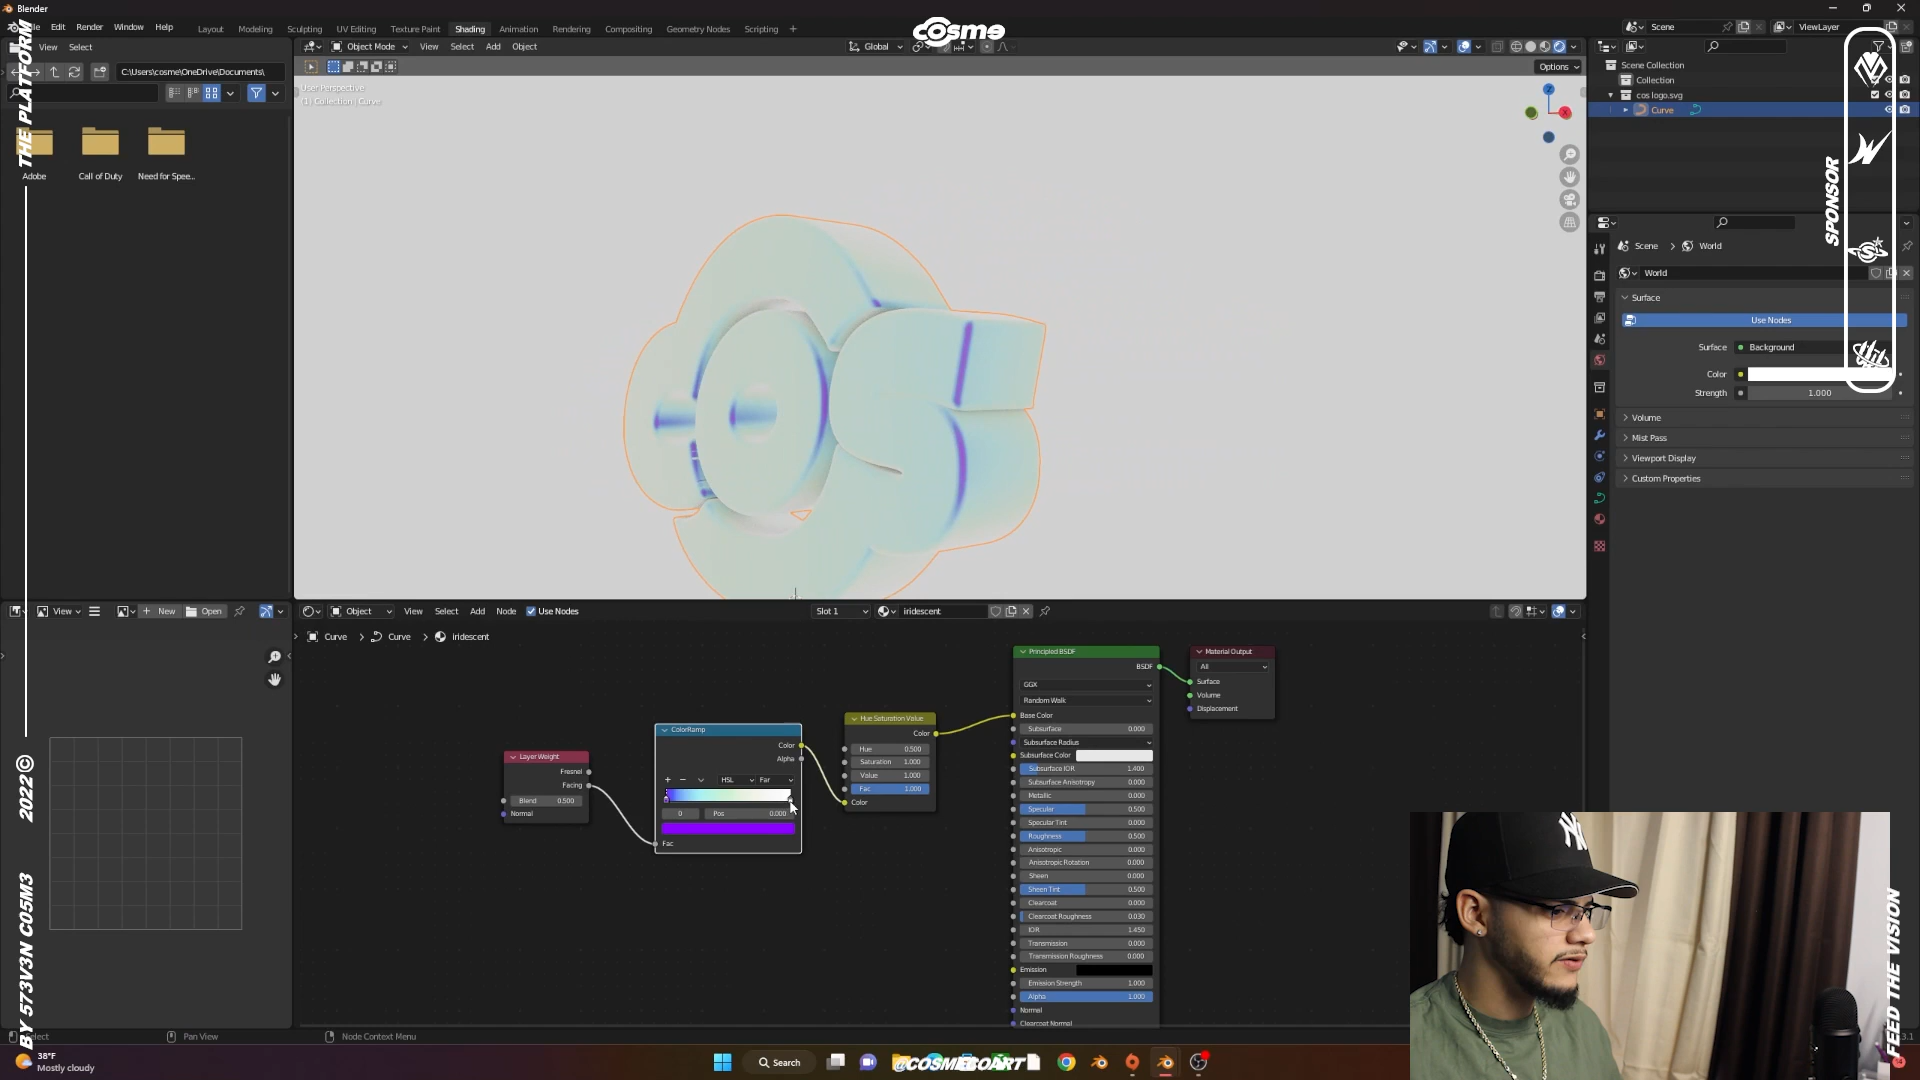 Blender
Edit Render Window Help
Layout Modeling Sculpting UV Editing Texture Paint Shading Animation Rendering Compositing Geometry Nodes Scripting +
cosme
Scene
ViewLayer
View Select
Object Mode View Select Add Object
Global
C:\Users\cosme\OneDrive\Documents\
Options
User Perspective
(1) Collection | Curve
Adobe
Call of Duty
Need for Spee...
Z
X
Scene Collection
Collection
cos logo.svg
Curve
THE PLATFORM
SPONSOR
Scene > World
World
Surface
Use Nodes
Surface Background
Color
Strength 1.000
Volume
Mist Pass
Viewport Display
Custom Properties
View
New
Open
Object View Select Add Node Use Nodes
Slot 1
iridescent
Curve > Curve > iridescent
Layer Weight
Fresnel
Facing
Blend 0.500
Normal
ColorRamp
Color
Alpha
HSL
Far
0
Pos 0.000
Fac
Hue Saturation Value
Color
Hue 0.500
Saturation 1.000
Value 1.000
Fac 1.000
Color
Principled BSDF
BSDF
GGX
Random Walk
Base Color
Subsurface 0.000
Subsurface Radius
Subsurface Color
Subsurface IOR 1.400
Subsurface Anisotropy 0.000
Metallic 0.000
Specular 0.500
Specular Tint 0.000
Roughness 0.500
Anisotropic 0.000
Anisotropic Rotation 0.000
Sheen 0.000
Sheen Tint 0.500
Clearcoat 0.000
Clearcoat Roughness 0.030
IOR 1.450
Transmission 0.000
Transmission Roughness 0.000
Emission
Emission Strength 1.000
Alpha 1.000
Normal
Clearcoat Normal
Material Output
All
Surface
Volume
Displacement
2022©
BY 573V3N C05M3
FEED THE VISION
Pan View
Node Context Menu
38°F
Mostly cloudy
Search
@COSMEGOART